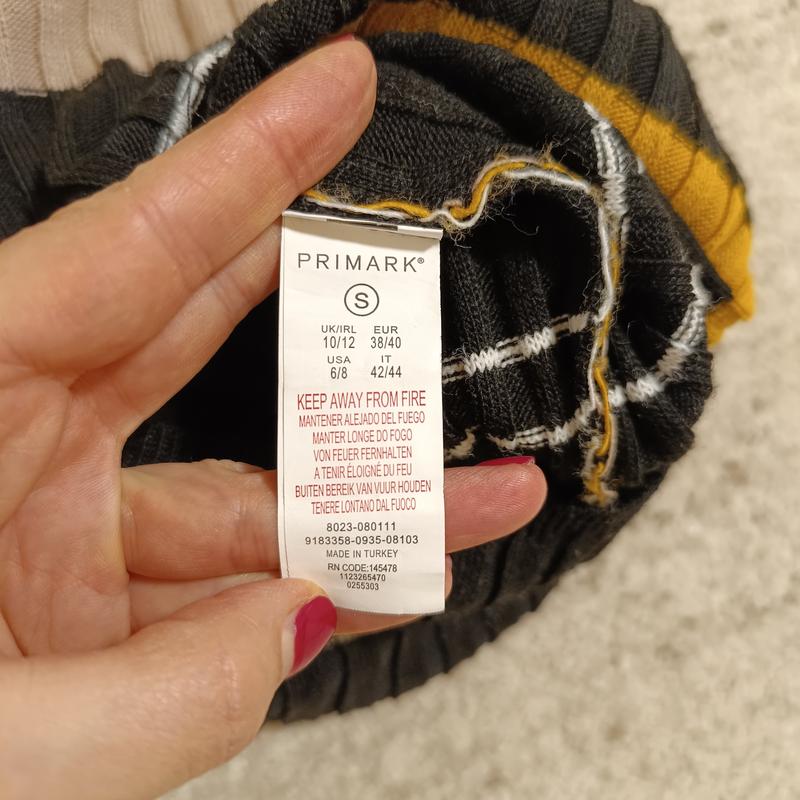 PRIMARK®
S
UK/IRL EUR
10/12 38/40
USA IT
6/8 42/44
KEEP AWAY FROM FIRE
MANTENER ALEJADO DEL FUEGO
MANTER LONGE DO FOGO
VON FEUER FERNHALTEN
A TENIR ÉLOIGNÉ DU FEU
BUITEN BEREIK VAN VUUR HOUDEN
TENERE LONTANO DAL FUOCO
8023-080111
9183358-0935-08103
MADE IN TURKEY
RN CODE:145478
1123265470
0255303